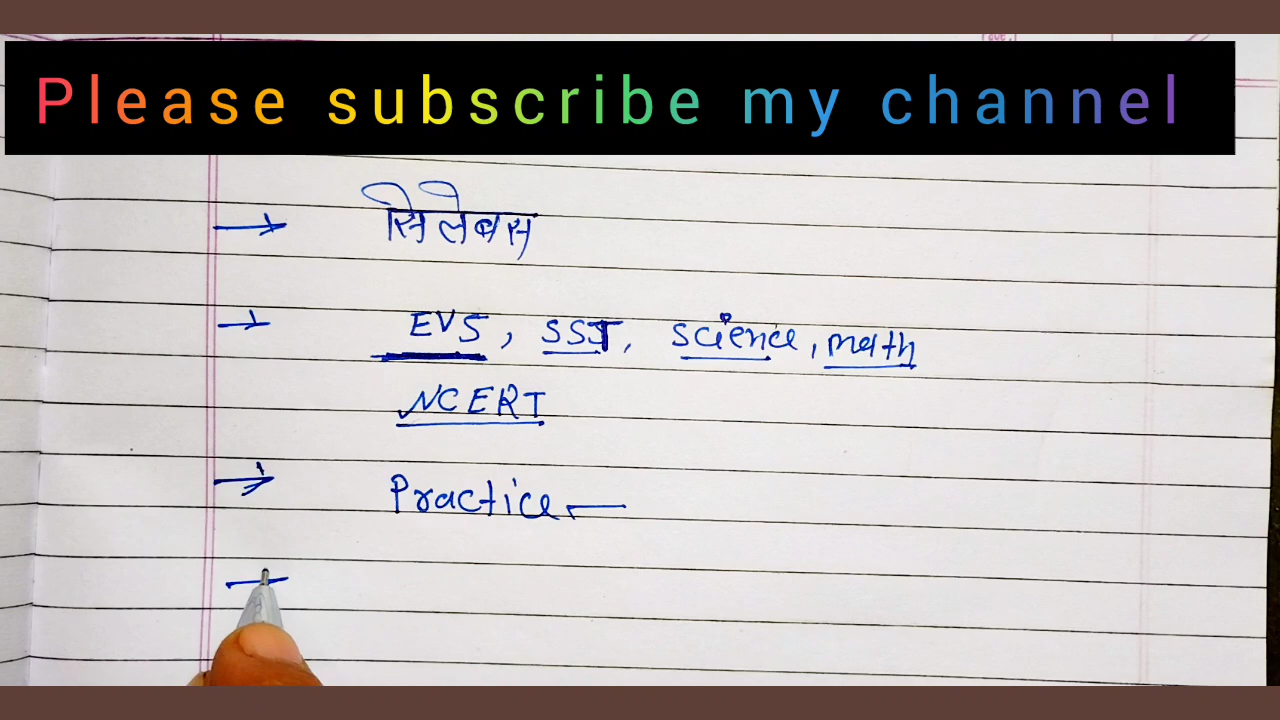 Please subscribe my channel
→ सिलेबस
→ EVS, SST, science, math
NCERT
→ Practice –